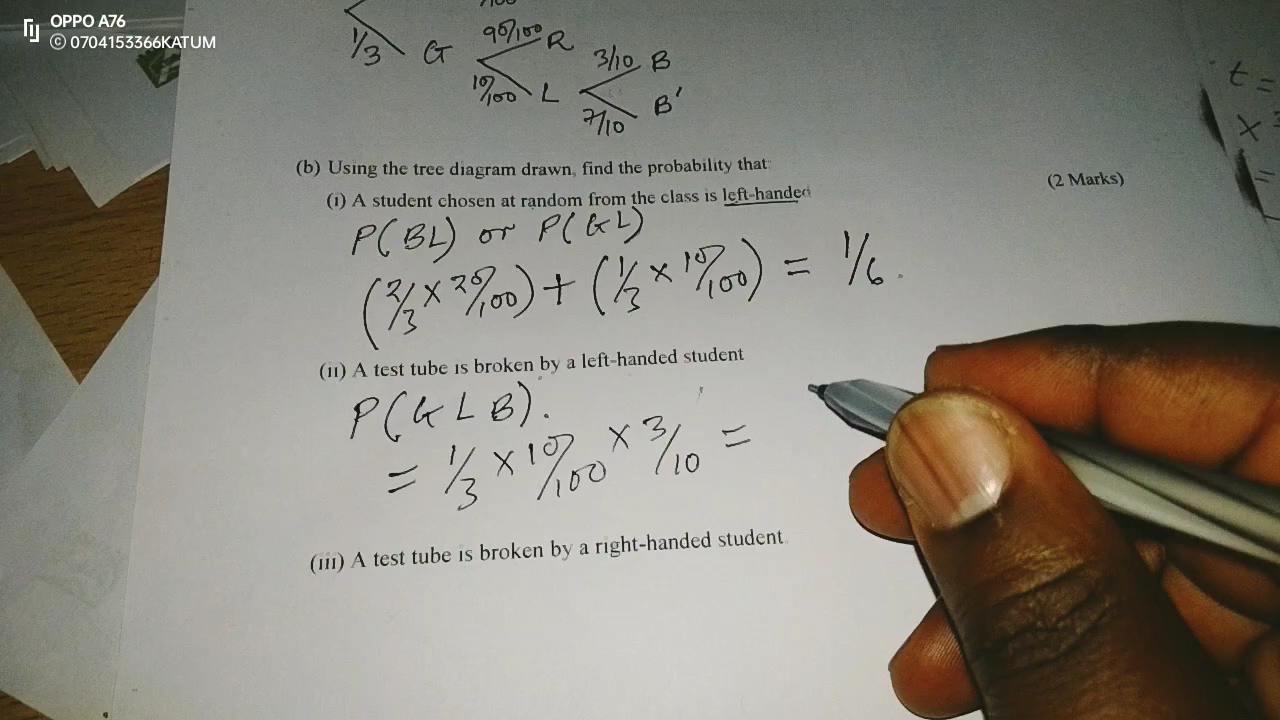 OPPO A76
© 0704153366KATUM
1/3 G 90/100 R
10/100 L 3/10 B
7/10 B'
t =
x
=
(b) Using the tree diagram drawn, find the probability that:
(2 Marks)
(i) A student chosen at random from the class is left-handed
P(BL) or P(GL)
(2/3 x 20/100) + (1/3 x 10/100) = 1/6.
(ii) A test tube is broken by a left-handed student
P(GLB).
= 1/3 x 10/100 x 3/10 =
(iii) A test tube is broken by a right-handed student